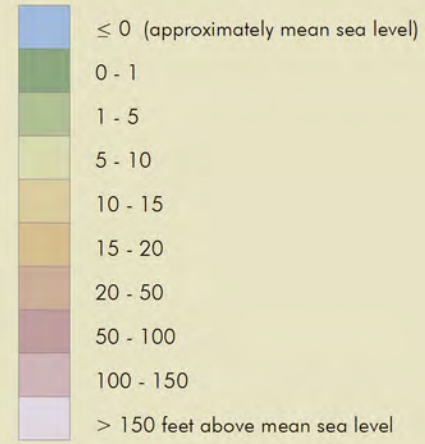 ≤ 0 (approximately mean sea level)
0 - 1
1 - 5
5 - 10
10 - 15
15 - 20
20 - 50
50 - 100
100 - 150
> 150 feet above mean sea level